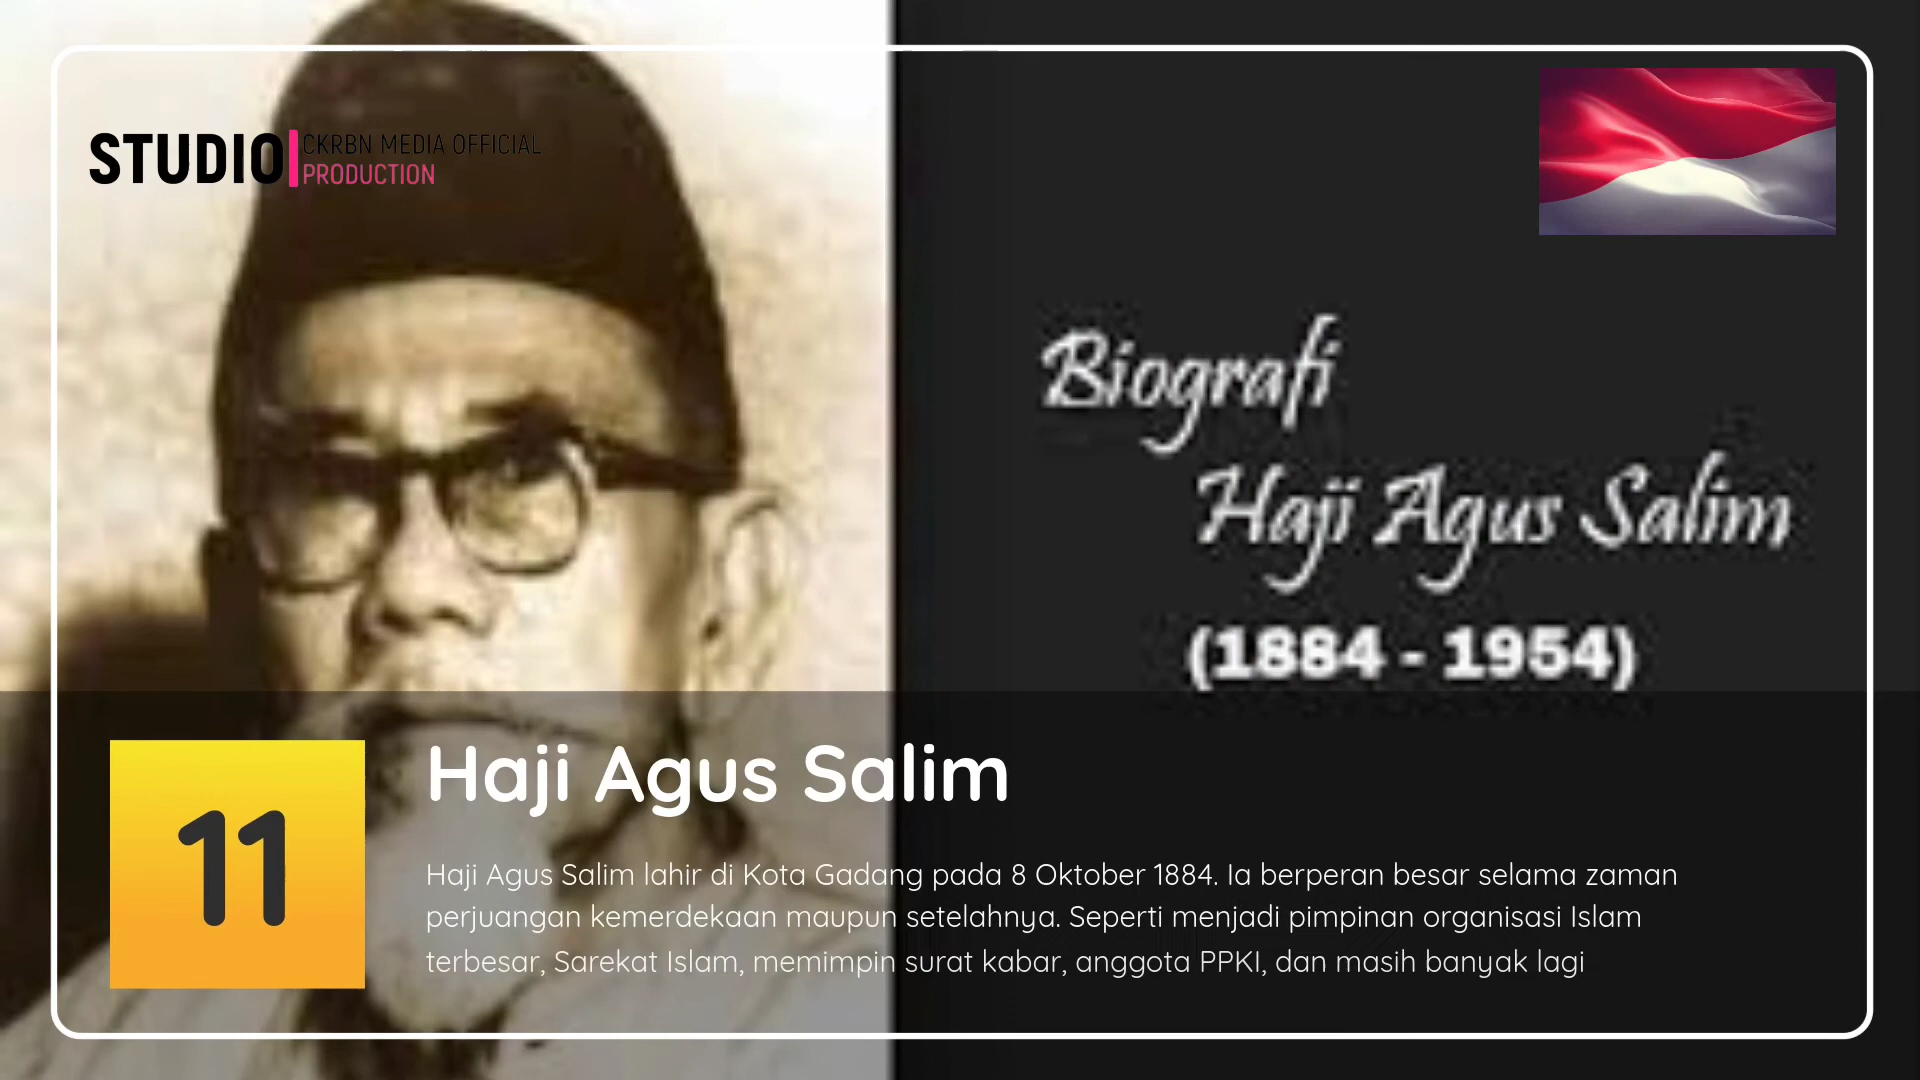 STUDIO CKRBN MEDIA OFFICIAL
PRODUCTION
Biografi
Haji Agus Salim
(1884 - 1954)
11
Haji Agus Salim
Haji Agus Salim lahir di Kota Gadang pada 8 Oktober 1884. Ia berperan besar selama zaman
perjuangan kemerdekaan maupun setelahnya. Seperti menjadi pimpinan organisasi Islam
terbesar, Sarekat Islam, memimpin surat kabar, anggota PPKI, dan masih banyak lagi